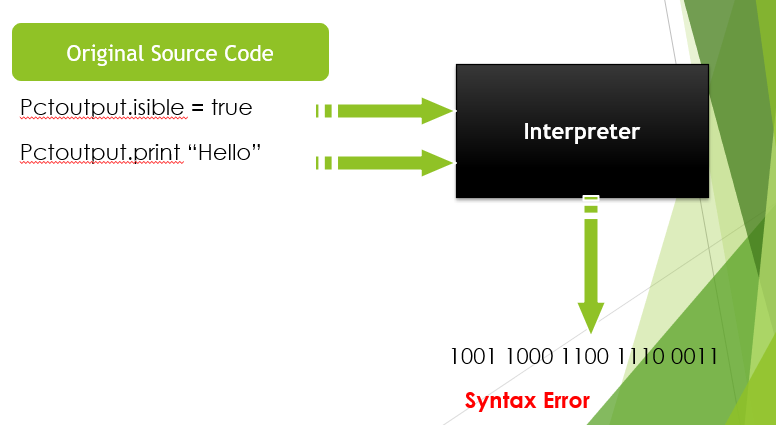 Original Source Code
Pctoutput.isible = true
Pctoutput.print “Hello”
Interpreter
1001 1000 1100 1110 0011
Syntax Error